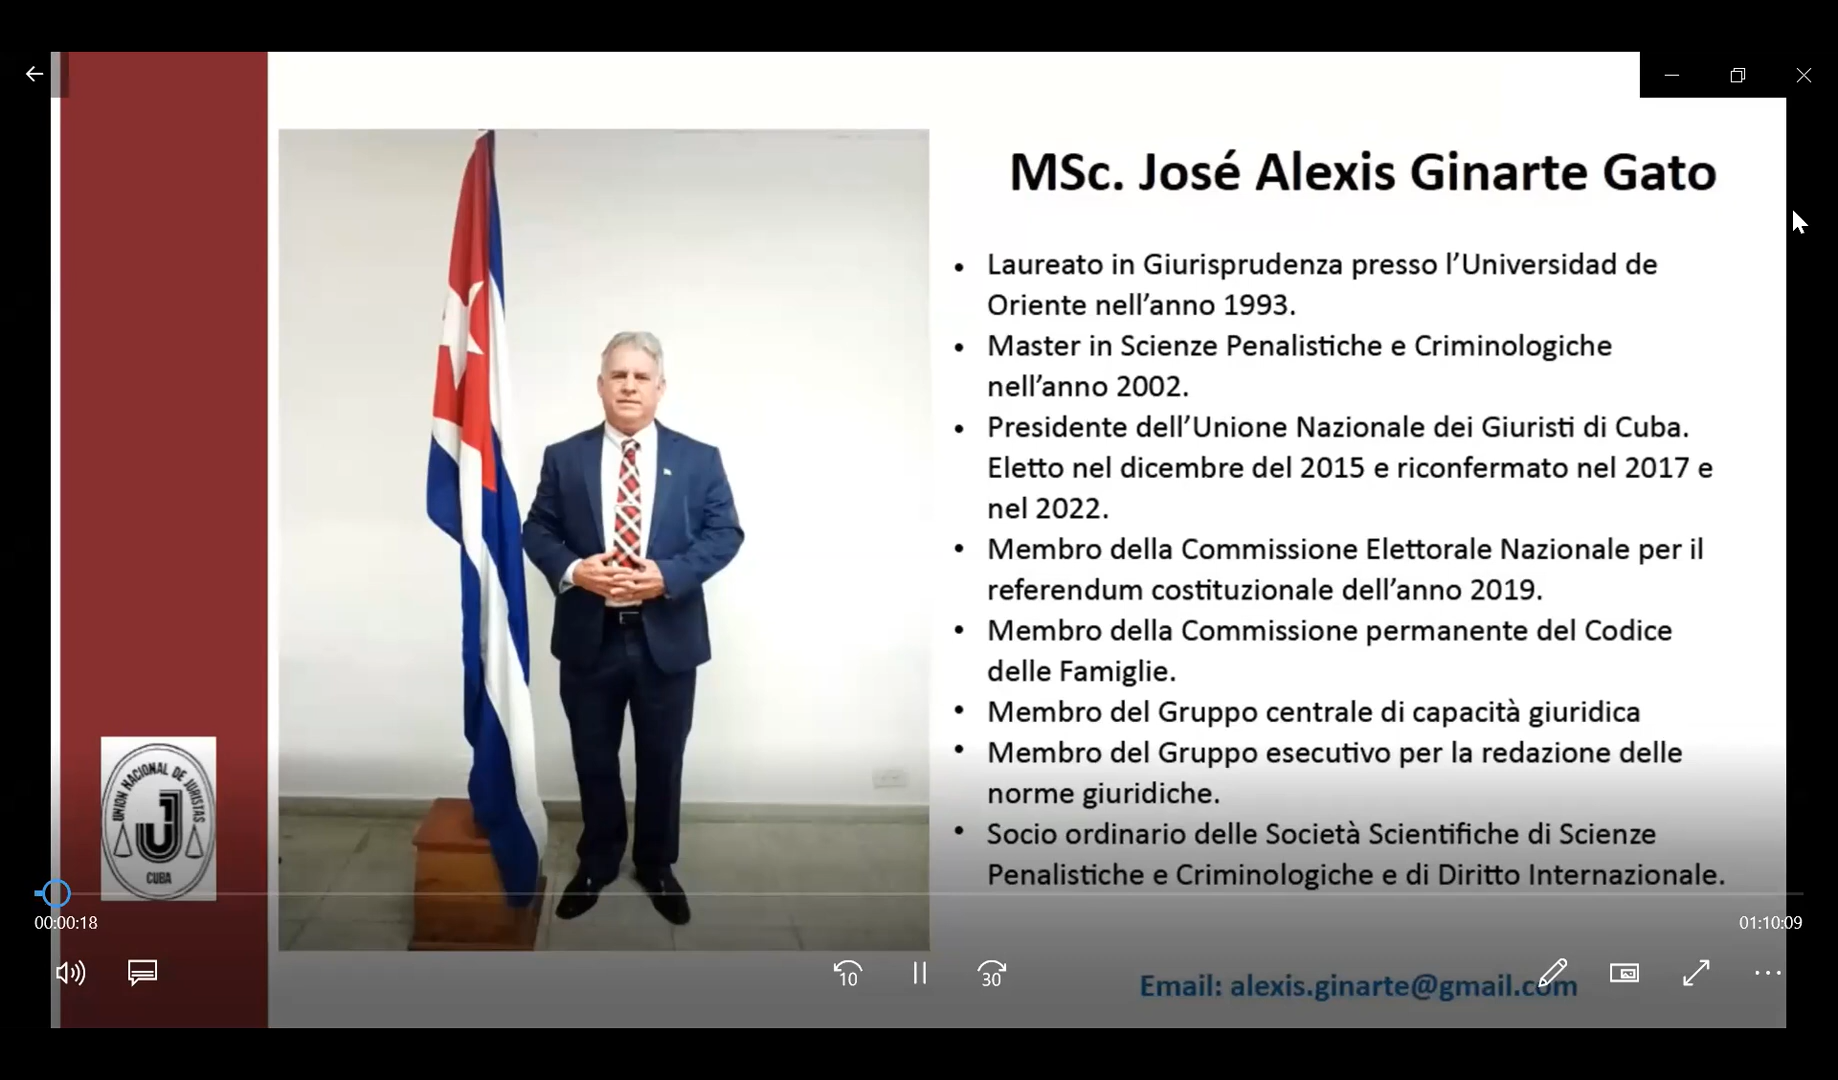 MSc. José Alexis Ginarte Gato
• Laureato in Giurisprudenza presso l’Universidad de
Oriente nell’anno 1993.
• Master in Scienze Penalistiche e Criminologiche
nell’anno 2002.
• Presidente dell’Unione Nazionale dei Giuristi di Cuba.
Eletto nel dicembre del 2015 e riconfermato nel 2017 e
nel 2022.
• Membro della Commissione Elettorale Nazionale per il
referendum costituzionale dell’anno 2019.
• Membro della Commissione permanente del Codice
delle Famiglie.
• Membro del Gruppo centrale di capacità giuridica
• Membro del Gruppo esecutivo per la redazione delle
norme giuridiche.
• Socio ordinario delle Società Scientifiche di Scienze
Penalistiche e Criminologiche e di Diritto Internazionale.
UNION NACIONAL DE JURISTAS
UJ
CUBA
00:00:18
01:10:09
10
30
Email: alexis.ginarte@gmail.com